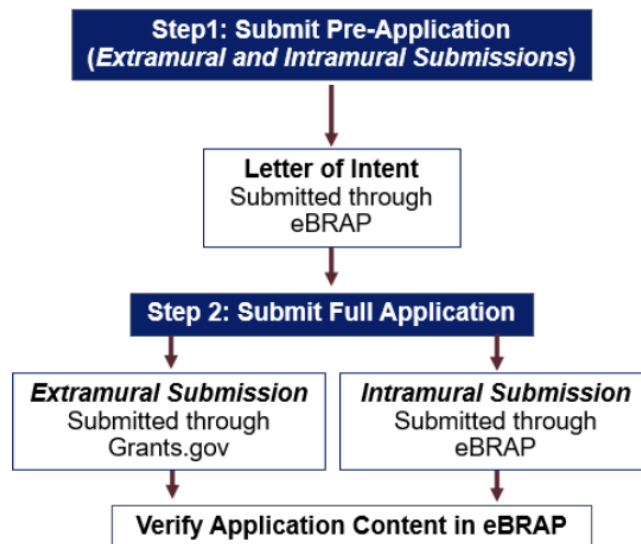 Step1: Submit Pre-Application
(Extramural and Intramural Submissions)
Letter of Intent
Submitted through
eBRAP
Step 2: Submit Full Application
Extramural Submission
Submitted through
Grants.gov
Intramural Submission
Submitted through
eBRAP
Verify Application Content in eBRAP